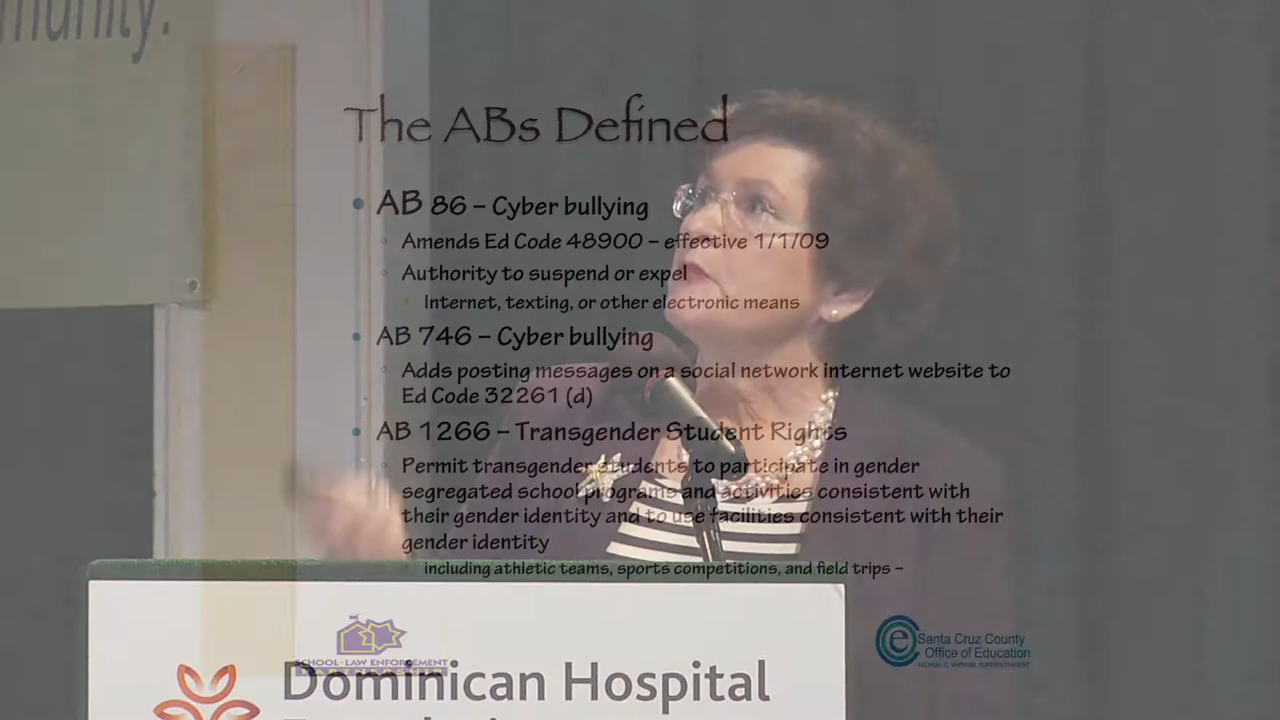 munity.
The ABs Defined
AB 86 – Cyber bullying
Amends Ed Code 48900 – effective 1/1/09
Authority to suspend or expel
Internet, texting, or other electronic means
AB 746 – Cyber bullying
Adds posting messages on a social network internet website to
Ed Code 32261 (d)
AB 1266 – Transgender Student Rights
Permit transgender students to participate in gender
segregated school programs and activities consistent with
their gender identity and to use facilities consistent with their
gender identity
including athletic teams, sports competitions, and field trips –
SCHOOL-LAW ENFORCEMENT
Santa Cruz County
Office of Education
Dominican Hospital